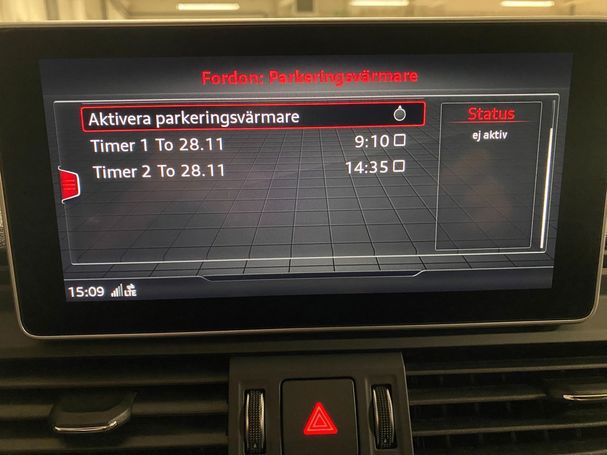 Fordon: Parkeringsvärmare
Aktivera parkeringsvärmare
Timer 1 To 28.11 9:10
Timer 2 To 28.11 14:35
Status
ej aktiv
15:09 LTE